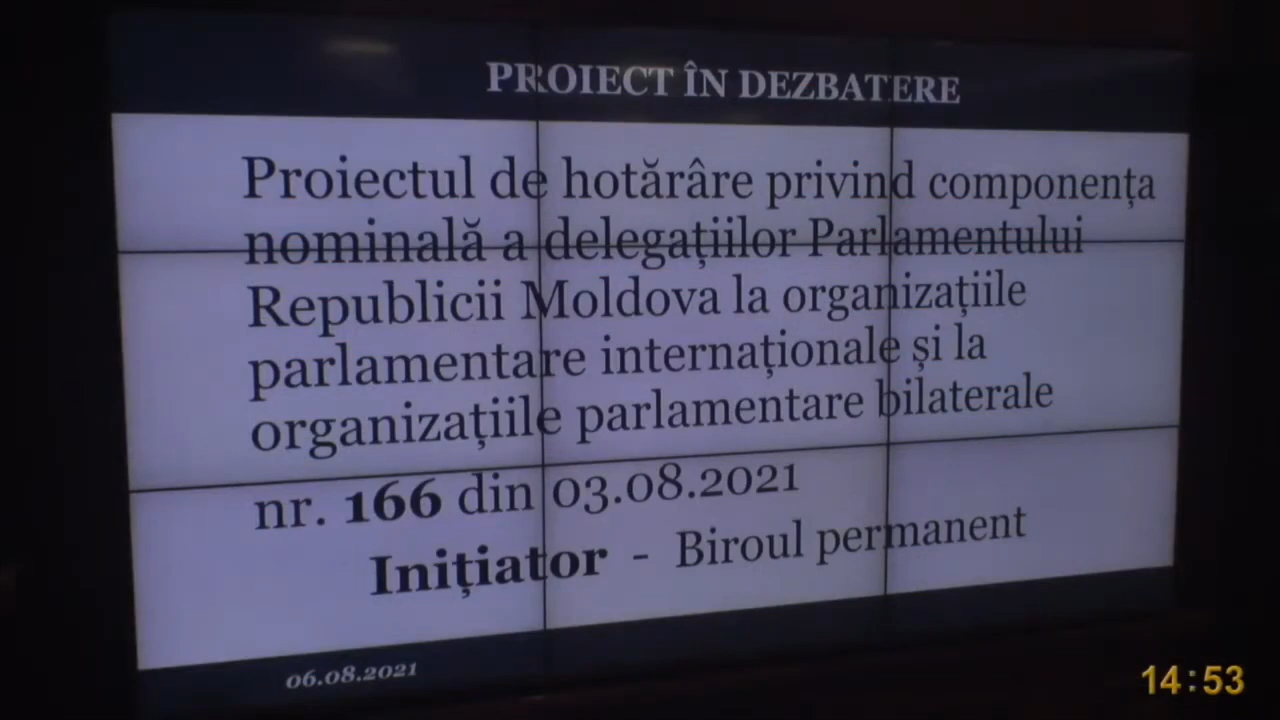 PROIECT ÎN DEZBATERE
Proiectul de hotărâre privind componența
nominală a delegațiilor Parlamentului
Republicii Moldova la organizațiile
parlamentare internaționale și la
organizațiile parlamentare bilaterale
nr. 166 din 03.08.2021
Inițiator - Biroul permanent
06.08.2021
14:53